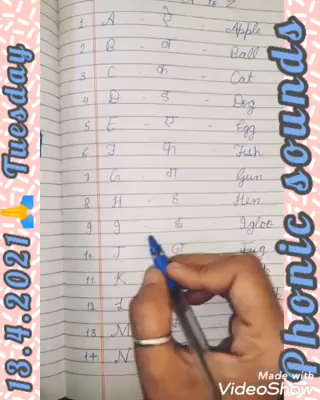 to Z
1 A - ऐ - Apple
2 B - ब - Ball
3 C - क - Cat
4 D - ड - Dog
5 E - ए - Egg
6 F - फ - Fish
7 G - ग - Gun
8 H - ह - Hen
9 I - इ - Igloo
10 J ज Jug
11 K
12 L
13 M
14 N
13.4.2021 🙏 Tuesday
Phonic sounds
Made with
VideoShow